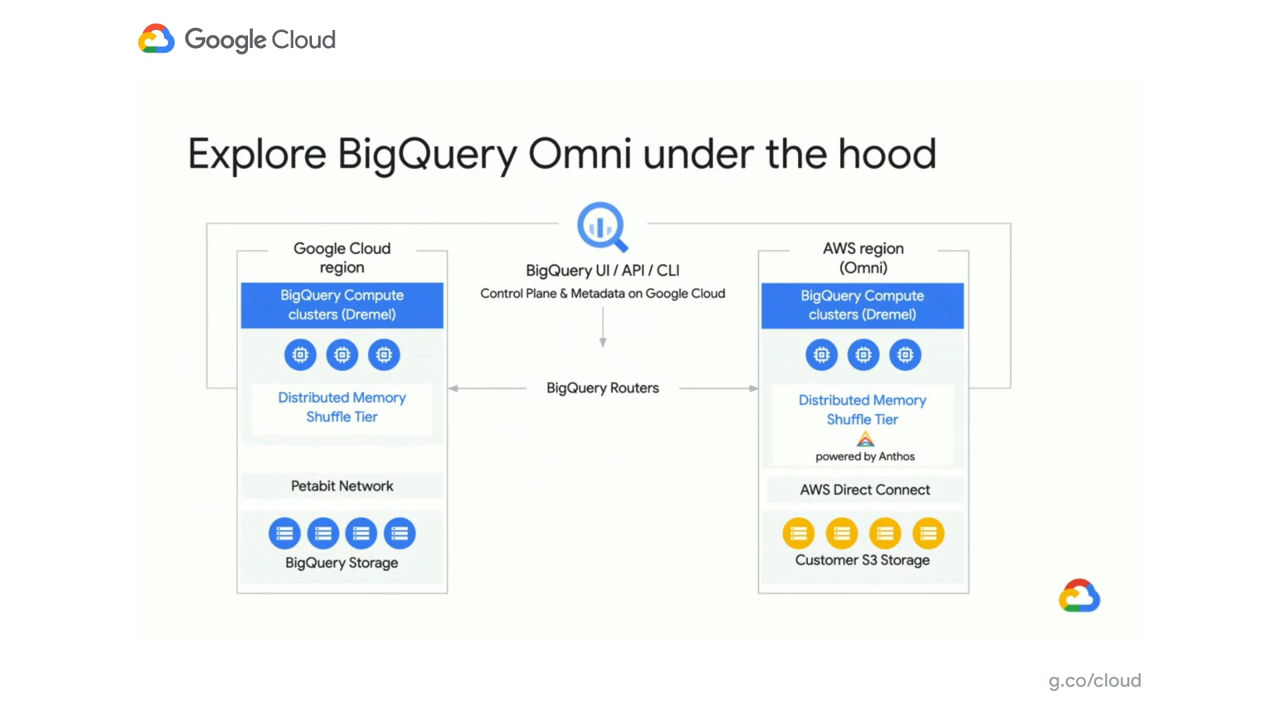 Google Cloud
Explore BigQuery Omni under the hood
Google Cloud
region
BigQuery Compute
clusters (Dremel)
Distributed Memory
Shuffle Tier
Petabit Network
BigQuery Storage
BigQuery UI / API / CLI
Control Plane & Metadata on Google Cloud
BigQuery Routers
AWS region
(Omni)
BigQuery Compute
clusters (Dremel)
Distributed Memory
Shuffle Tier
powered by Anthos
AWS Direct Connect
Customer S3 Storage
g.co/cloud